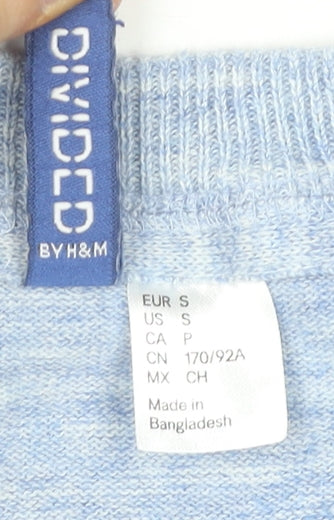 DIVIDED
BY H&M
EUR S
US S
CA P
CN 170/92A
MX CH
Made in
Bangladesh